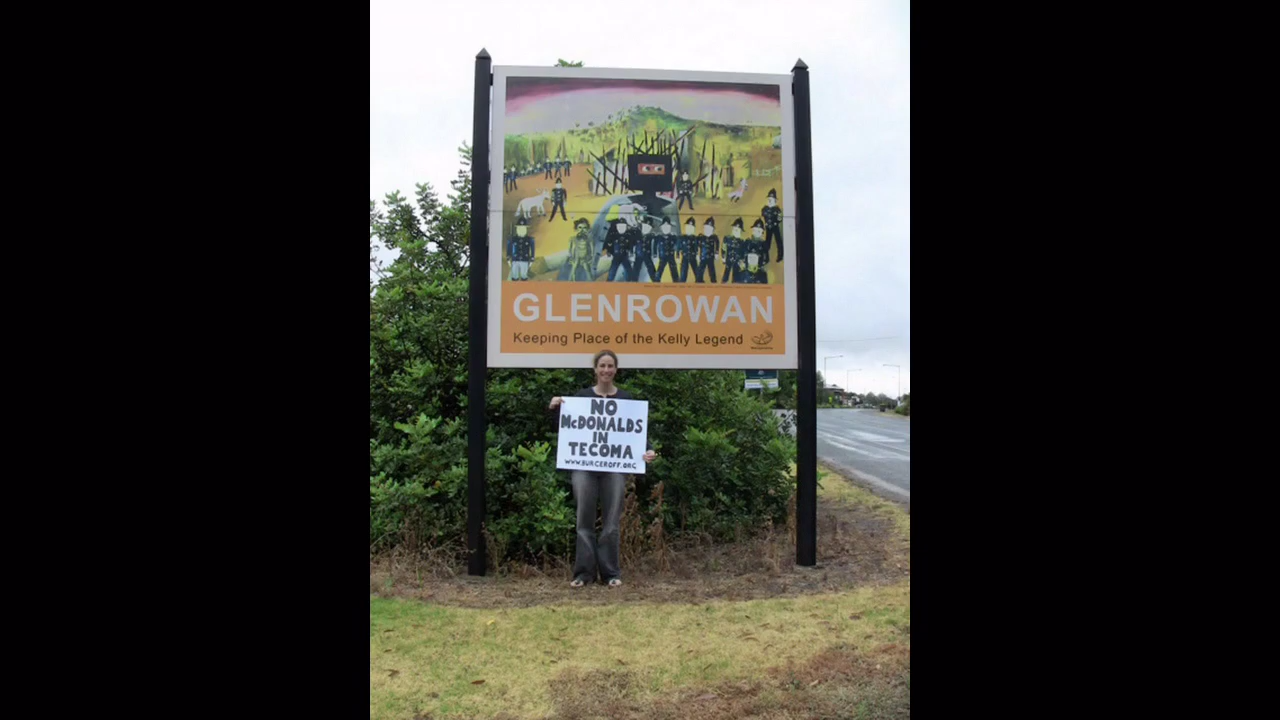 GLENROWAN
Keeping Place of the Kelly Legend
NO
McDONALDS
IN
TECOMA
WWW.BURGEROFF.ORG